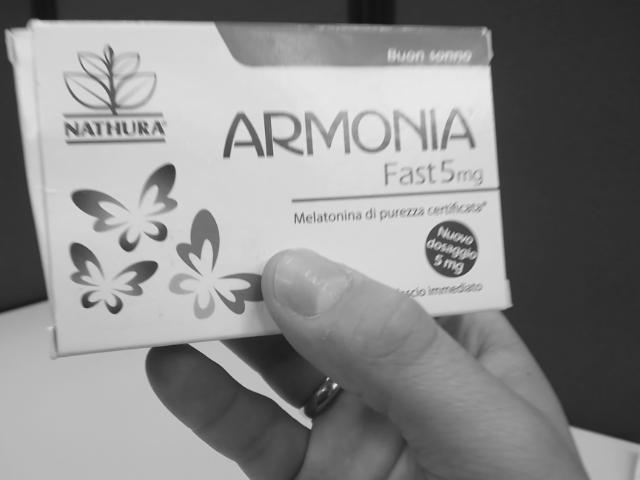 Buon sonno
NATHURA®
ARMONIA®
Fast 5mg
Melatonina di purezza certificata*
Nuovo
dosaggio
5 mg
immediato